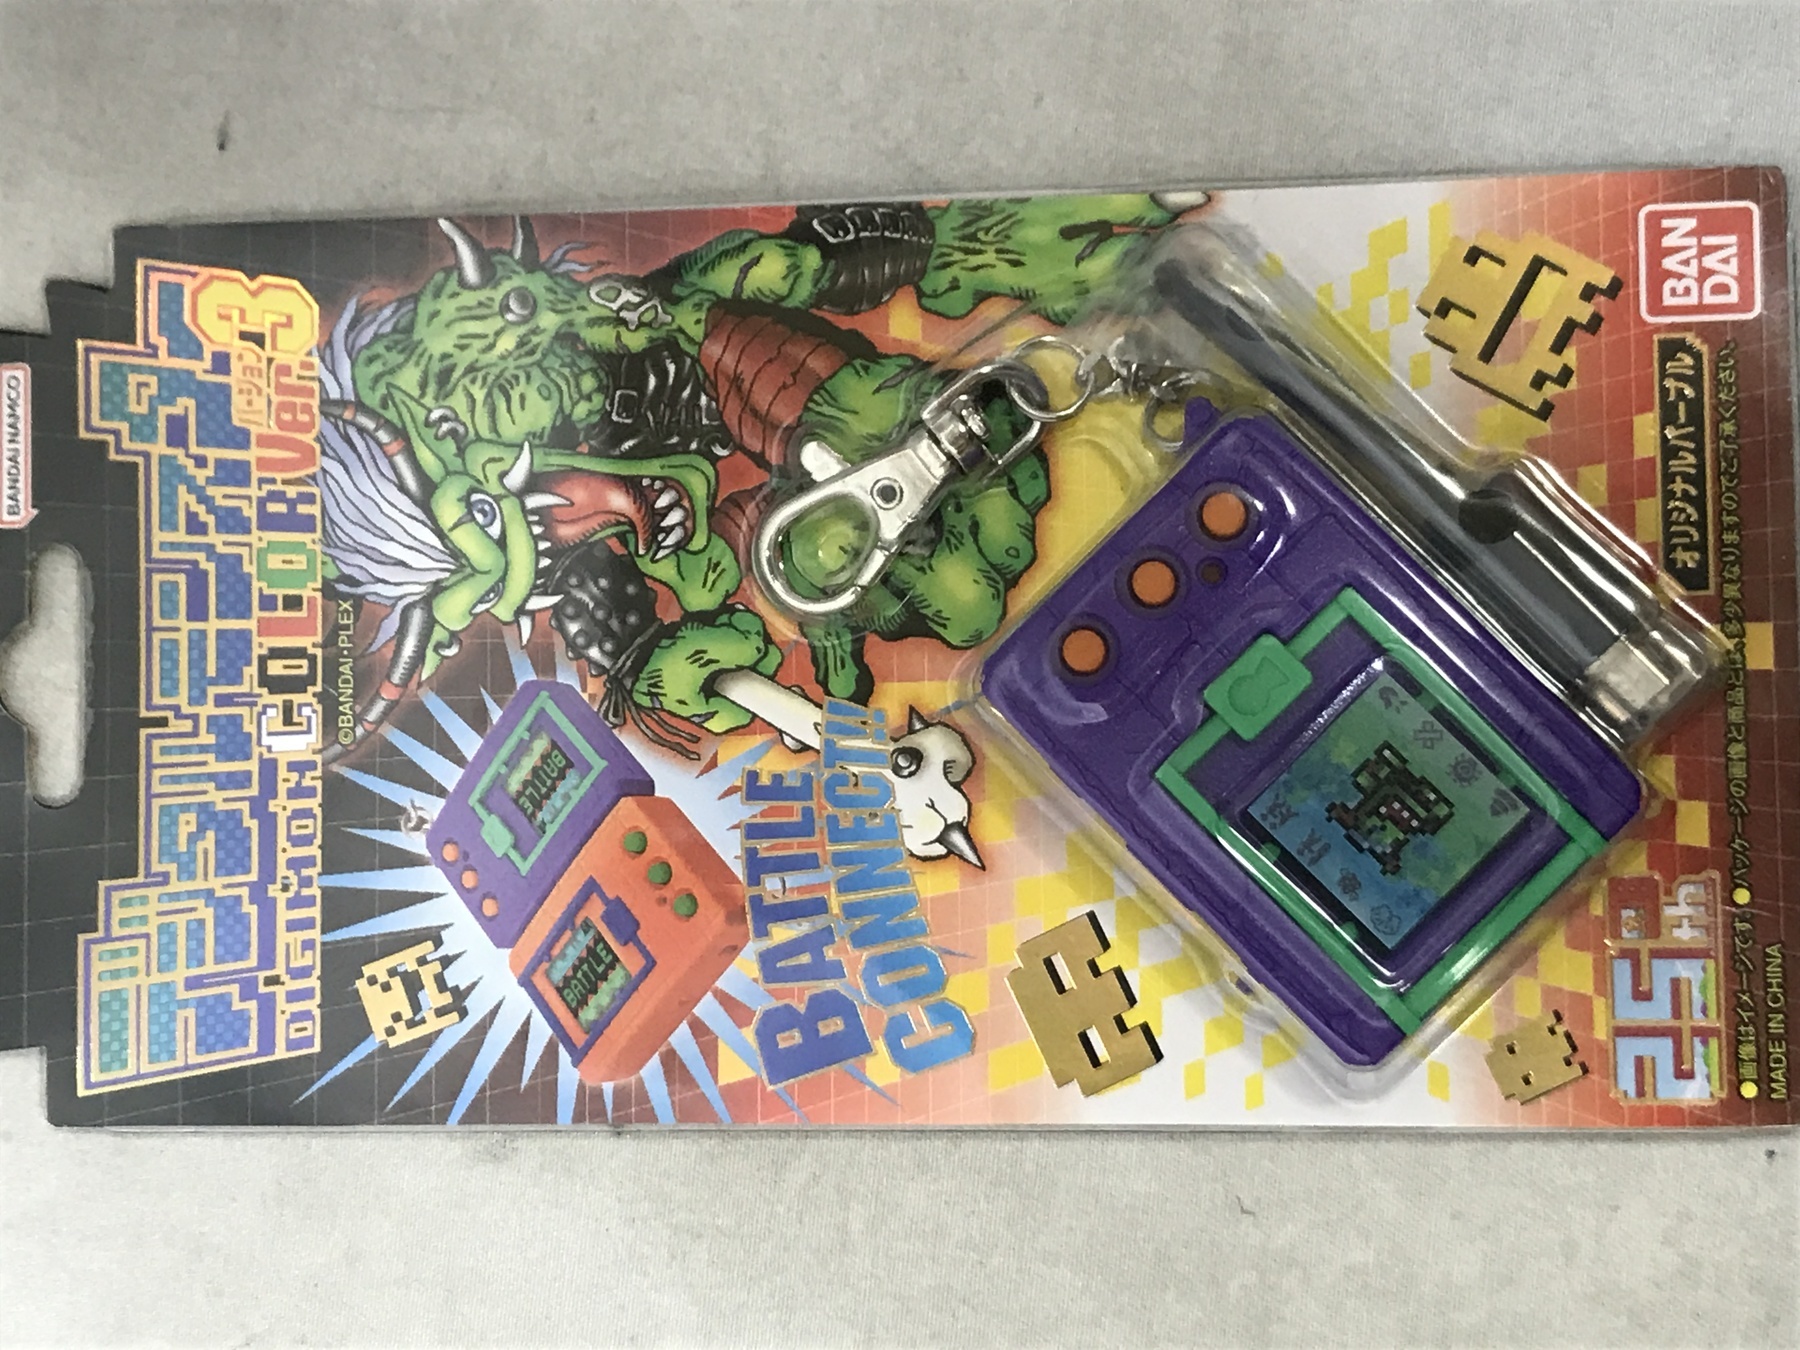 BANDAI NAMCO
デジタルモンスター
DIGIMON COLOR Ver.3
バージョン
©BANDAI・PLEX
BATTLE
BATTLE
BATTLE
CONNECT!!
BAN
DAI
オリジナルパープル
25th
●画像はイメージです。●パッケージの画像と商品とは、多少異なりますのでご了承ください。
MADE IN CHINA